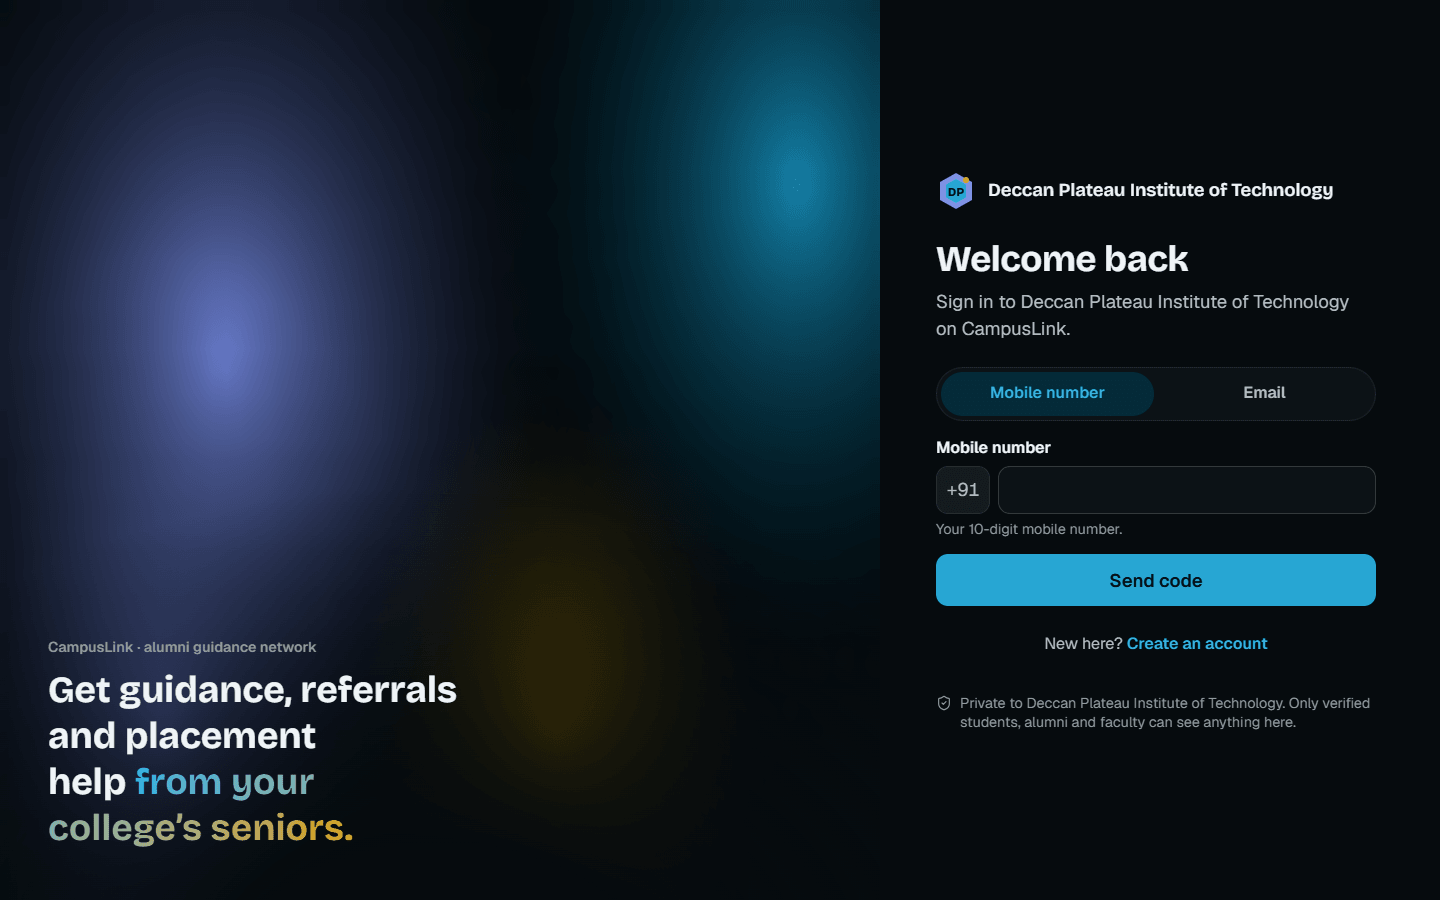 CampusLink · alumni guidance network
Get guidance, referrals
and placement
help from your
college’s seniors.
DP
Deccan Plateau Institute of Technology
Welcome back
Sign in to Deccan Plateau Institute of Technology
on CampusLink.
Mobile number
Email
Mobile number
+91
Your 10-digit mobile number.
Send code
New here? Create an account
Private to Deccan Plateau Institute of Technology. Only verified
students, alumni and faculty can see anything here.